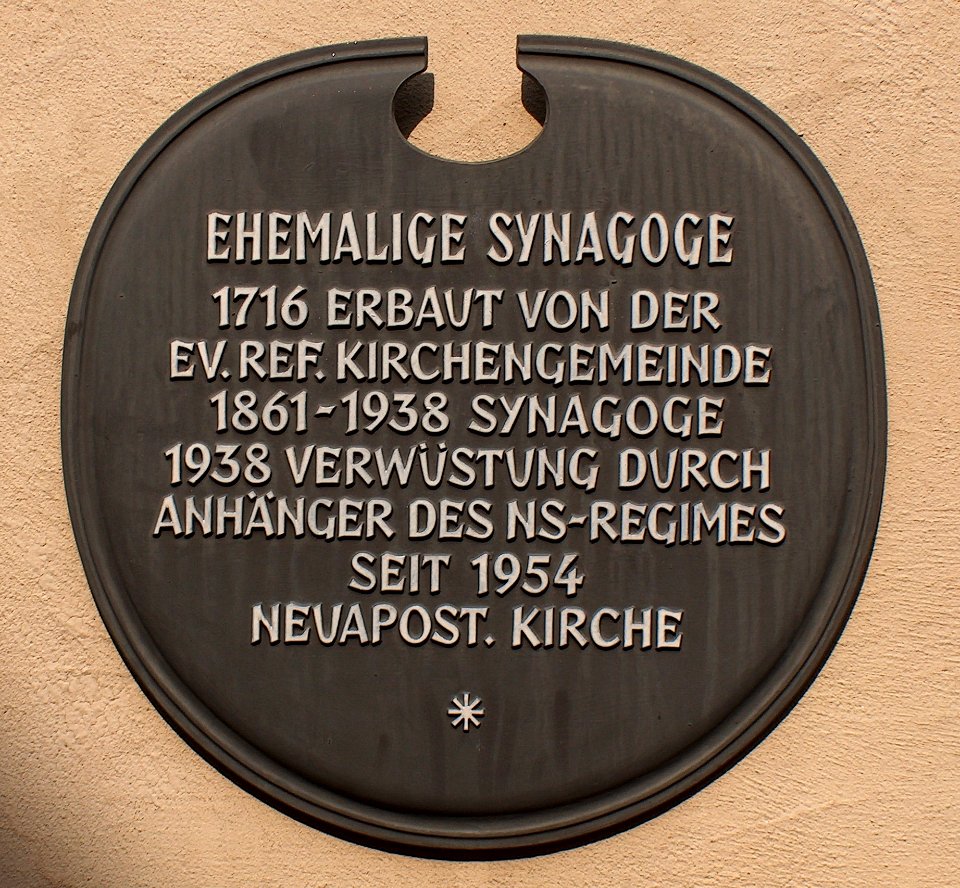 EHEMALIGE SYNAGOGE
1716 ERBAUT VON DER
EV. REF. KIRCHENGEMEINDE
1861-1938 SYNAGOGE
1938 VERWÜSTUNG DURCH
ANHÄNGER DES NS-REGIMES
SEIT 1954
NEUAPOST. KIRCHE